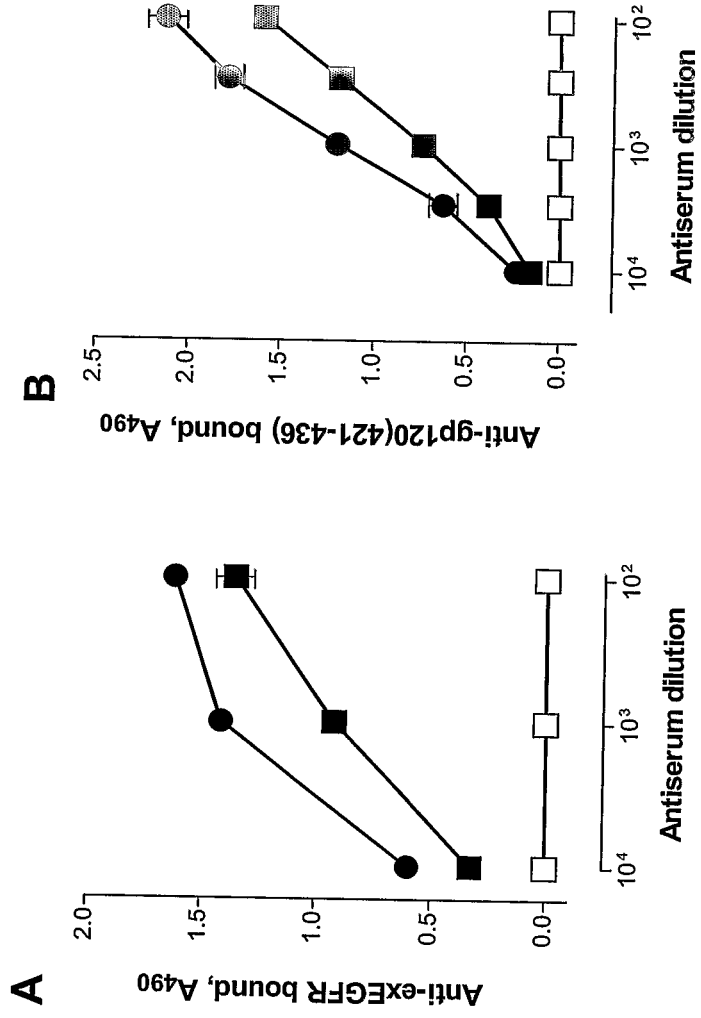 A
Anti-exEGFR bound, A490
2.0
1.5
1.0
0.5
0.0
10⁴ 10³ 10²
Antiserum dilution
B
Anti-gp120(421-436) bound, A490
2.5
2.0
1.5
1.0
0.5
0.0
10⁴ 10³ 10²
Antiserum dilution